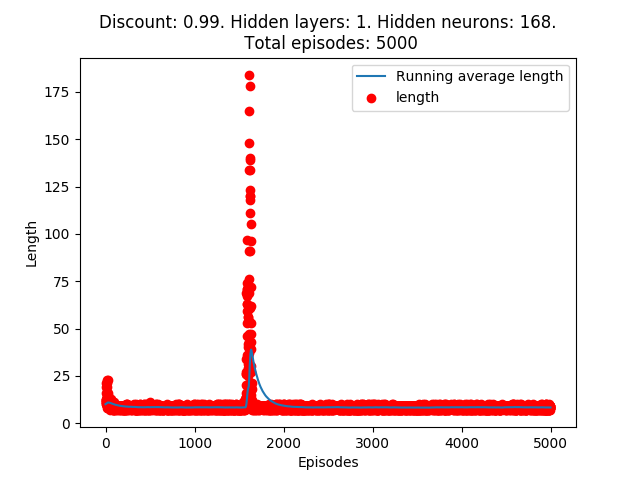 Discount: 0.99. Hidden layers: 1. Hidden neurons: 168.
Total episodes: 5000
Running average length
length
175
150
125
100
75
50
25
0
Length
0 1000 2000 3000 4000 5000
Episodes